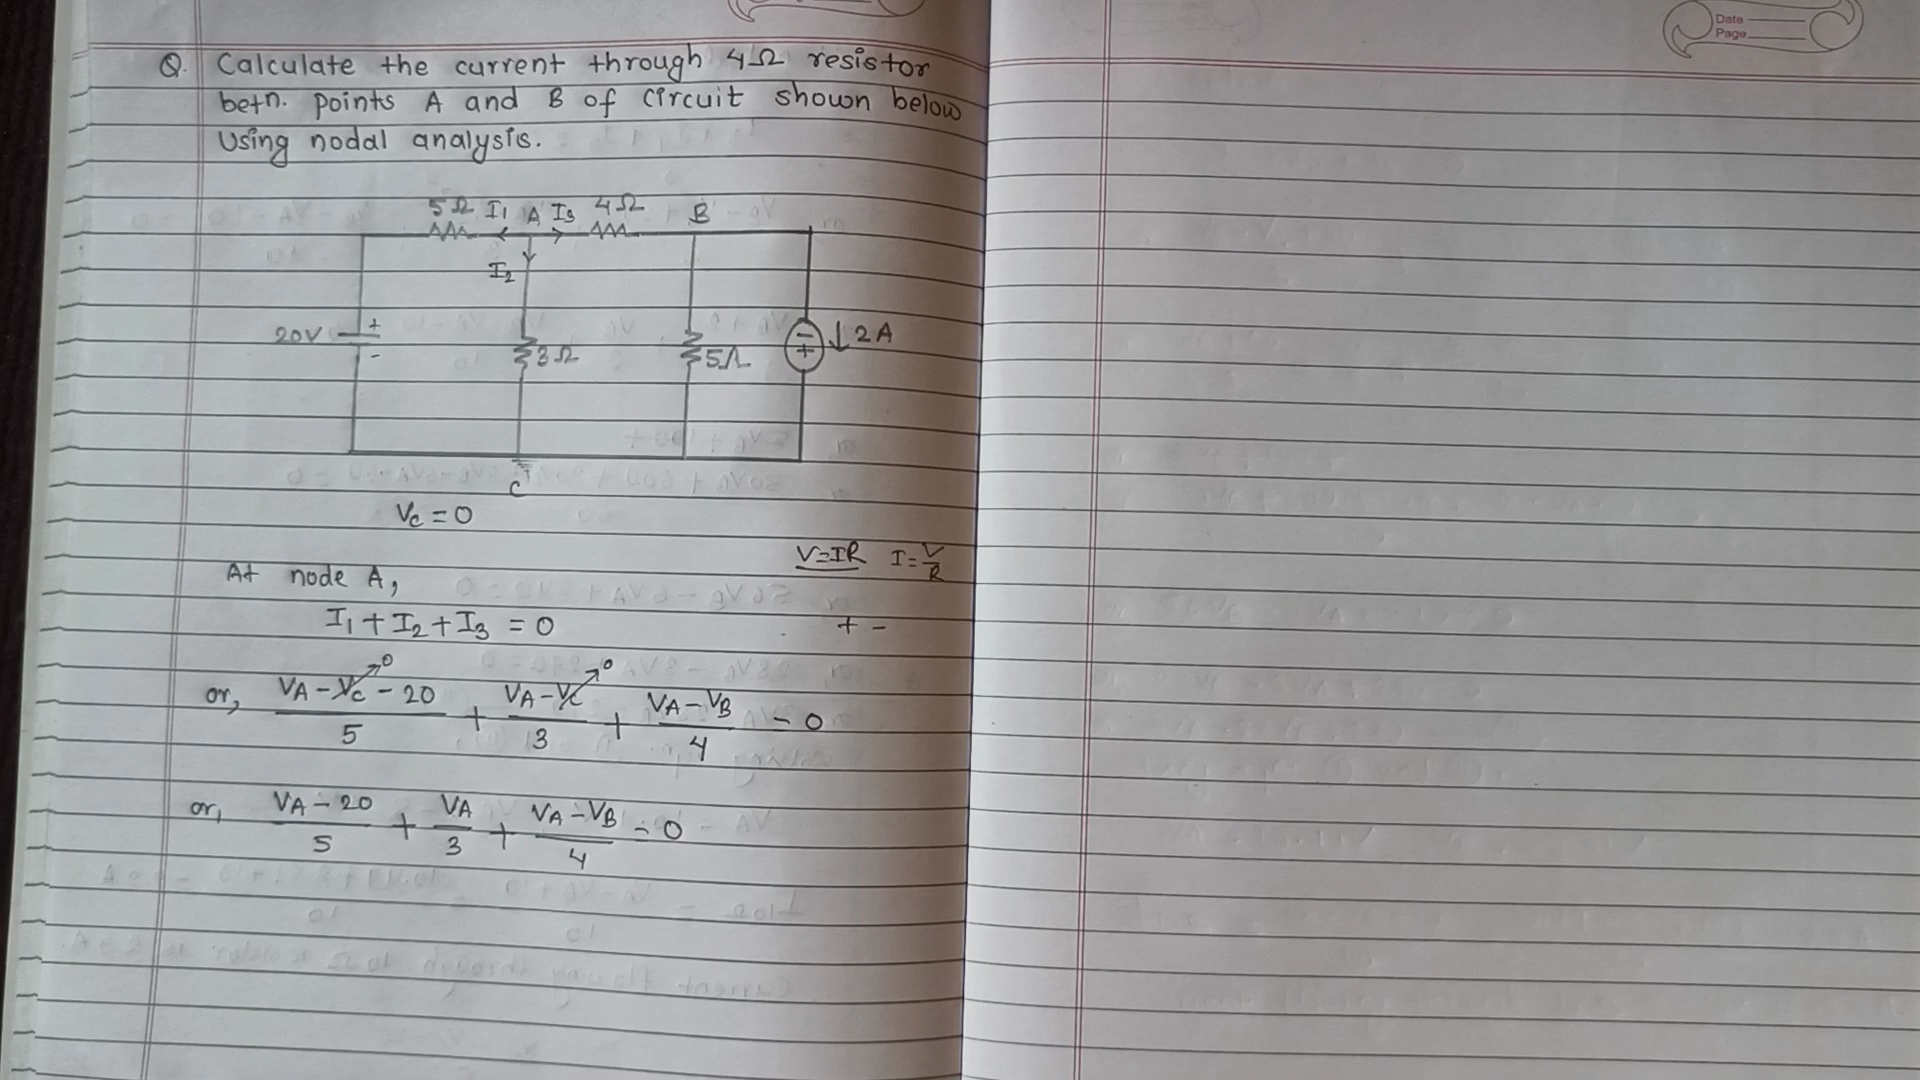 Date
Page
Q. Calculate the current through 4Ω resistor
betn. points A and B of circuit shown below
Using nodal analysis.
5Ω I₁ A I₃ 4Ω B
I₂
20V + - 3Ω 5Ω - + ↓2A
C
Vc = 0
V=IR I=V/R
At node A,
I₁ + I₂ + I₃ = 0
+ -
or, (VA - Vc - 20)/5 + (VA - Vc)/3 + (VA - VB)/4 = 0
or, (VA - 20)/5 + VA/3 + (VA - VB)/4 = 0